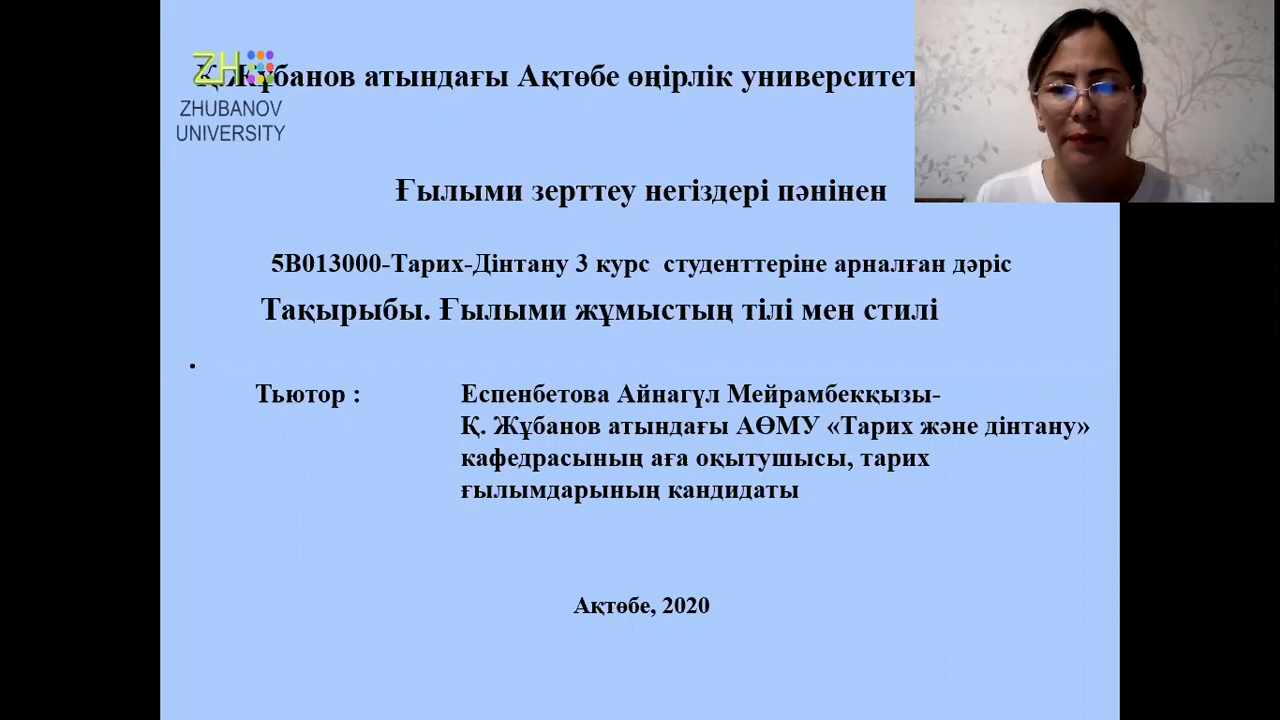 Қ.Жұбанов атындағы Ақтөбе өңірлік
ZH
ZHUBANOV
UNIVERSITY
Ғылыми зерттеу негіздері пәнінен
5В013000-Тарих-Дінтану 3 курс студенттеріне арналған дәріс
Тақырыбы. Ғылыми жұмыстың тілі мен стилі
Тьютор :
Еспенбетова Айнагүл Мейрамбекқызы-
Қ. Жұбанов атындағы АӨМУ «Тарих және дінтану»
кафедрасының аға оқытушысы, тарих
ғылымдарының кандидаты
Ақтөбе, 2020